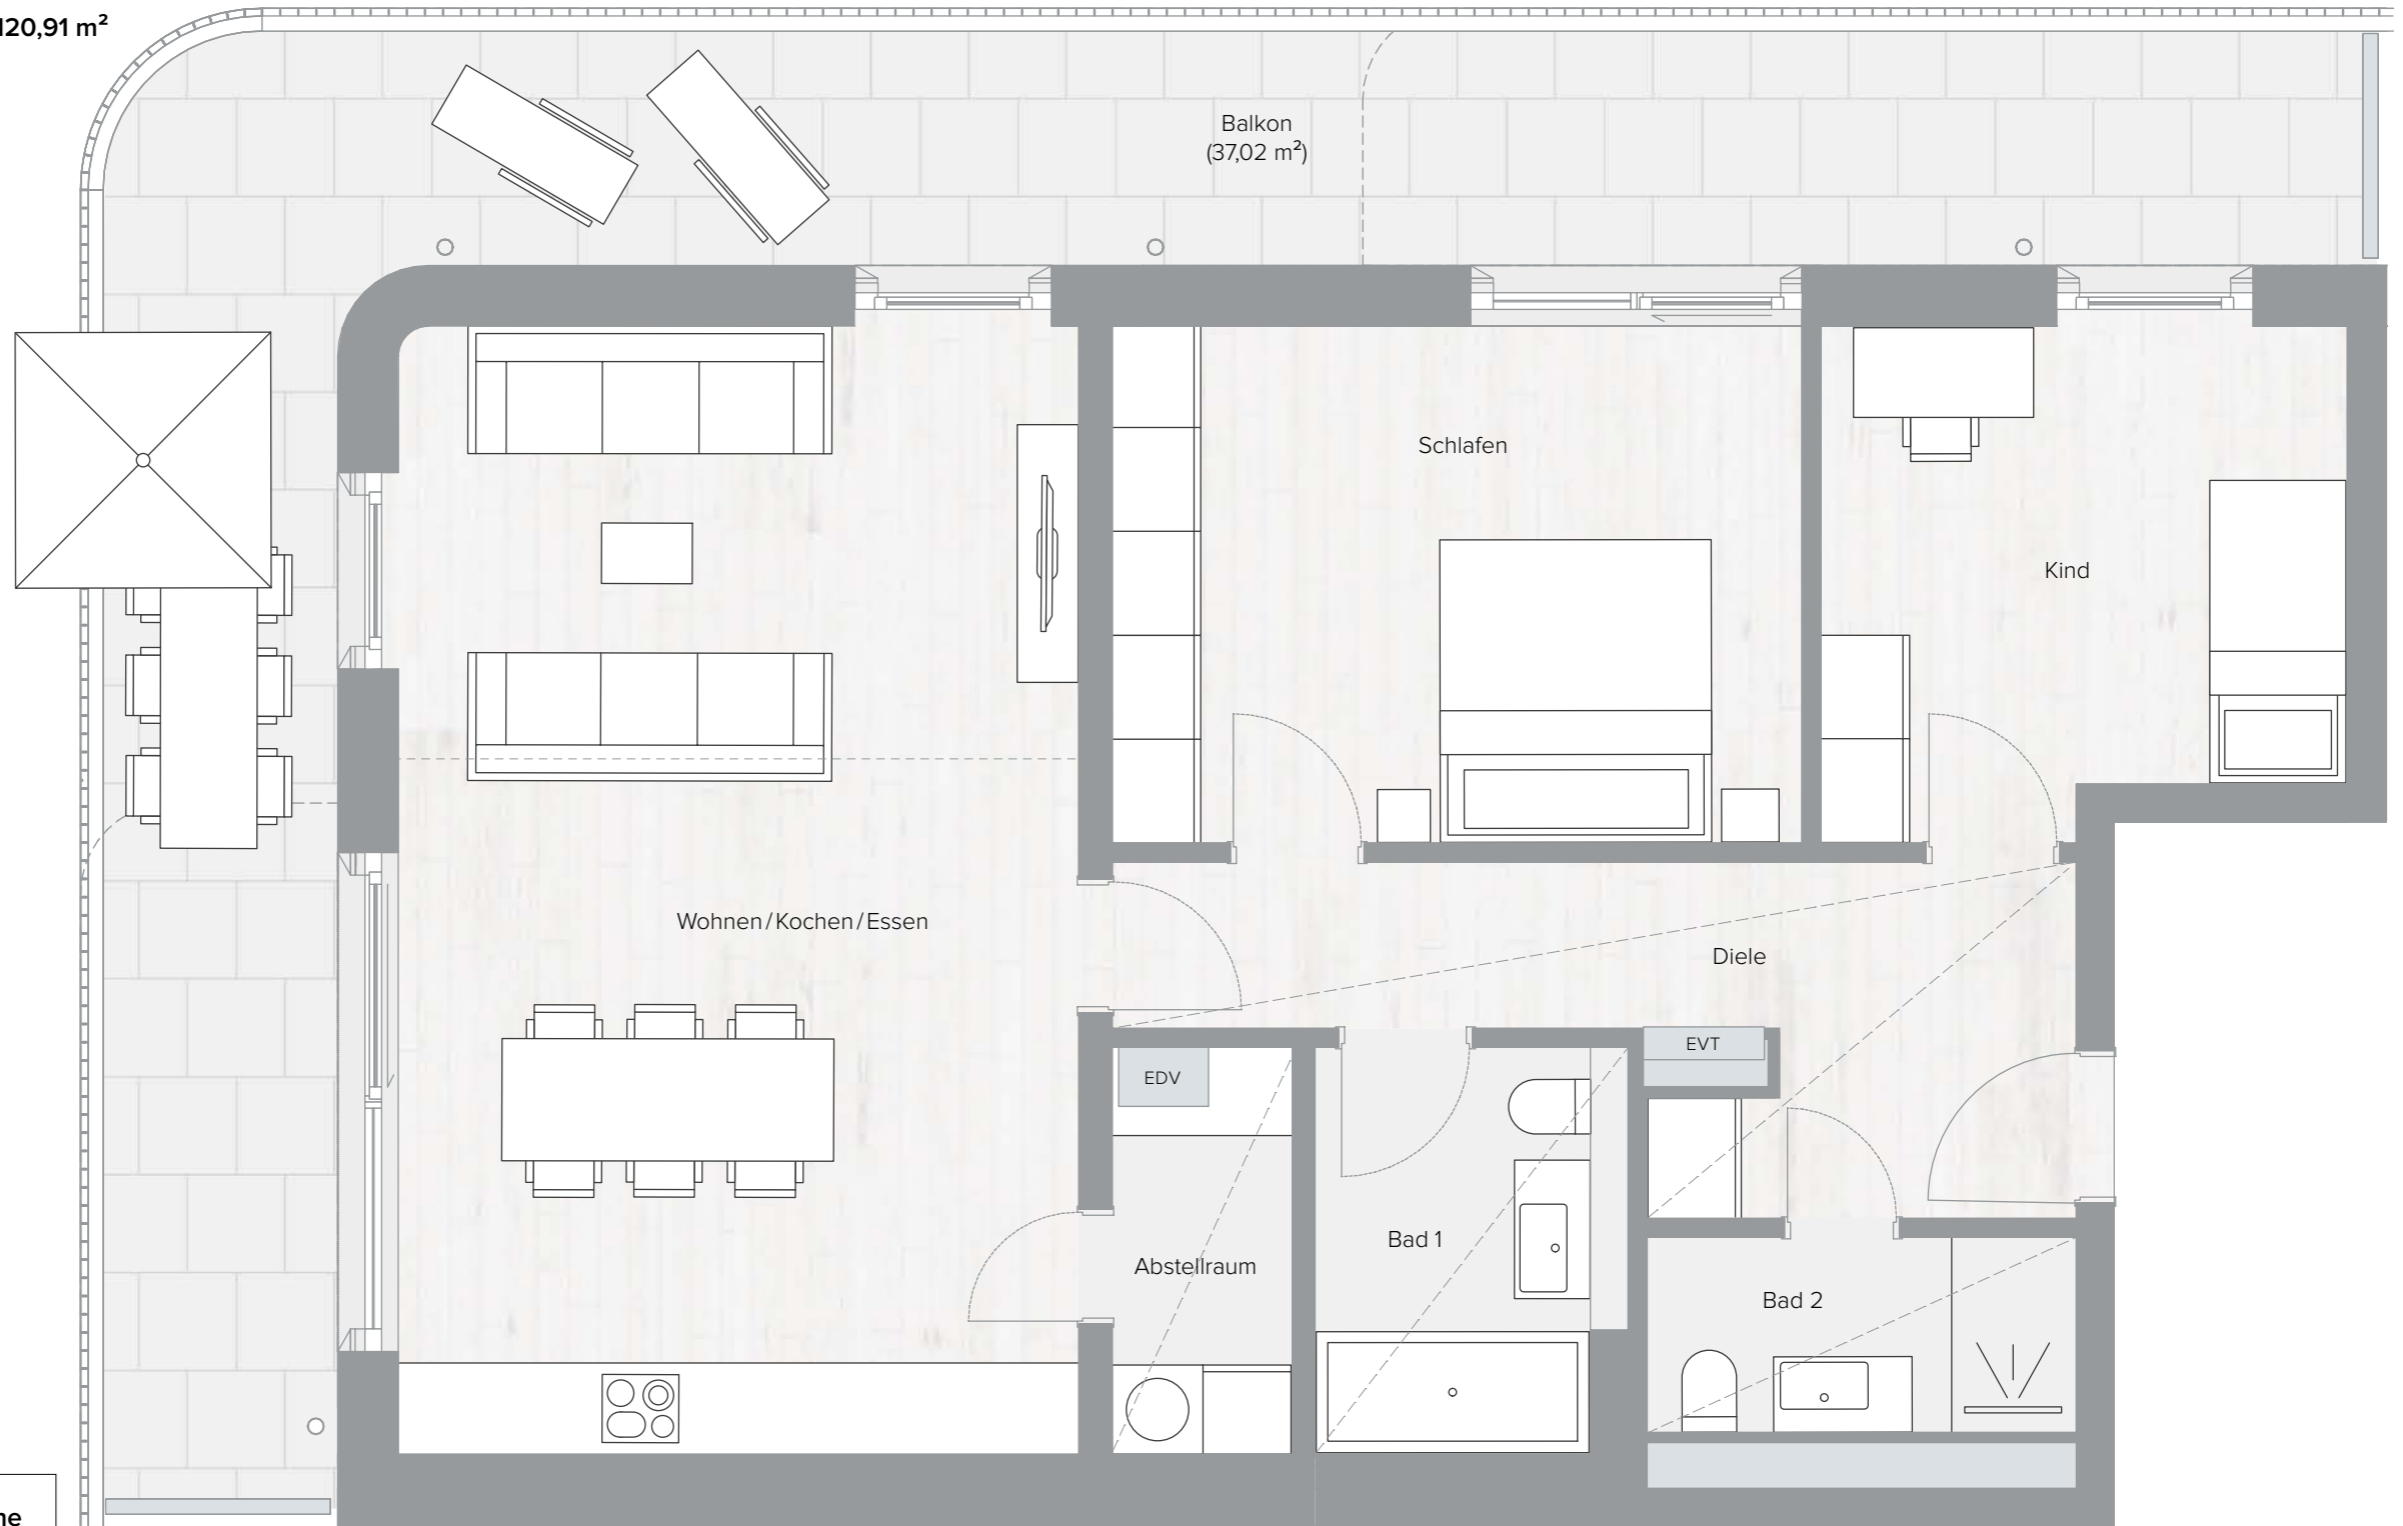 120,91 m²
Balkon
(37,02 m²)
Schlafen
Kind
Wohnen/Kochen/Essen
Diele
EVT
EDV
Bad 1
Abstellraum
Bad 2